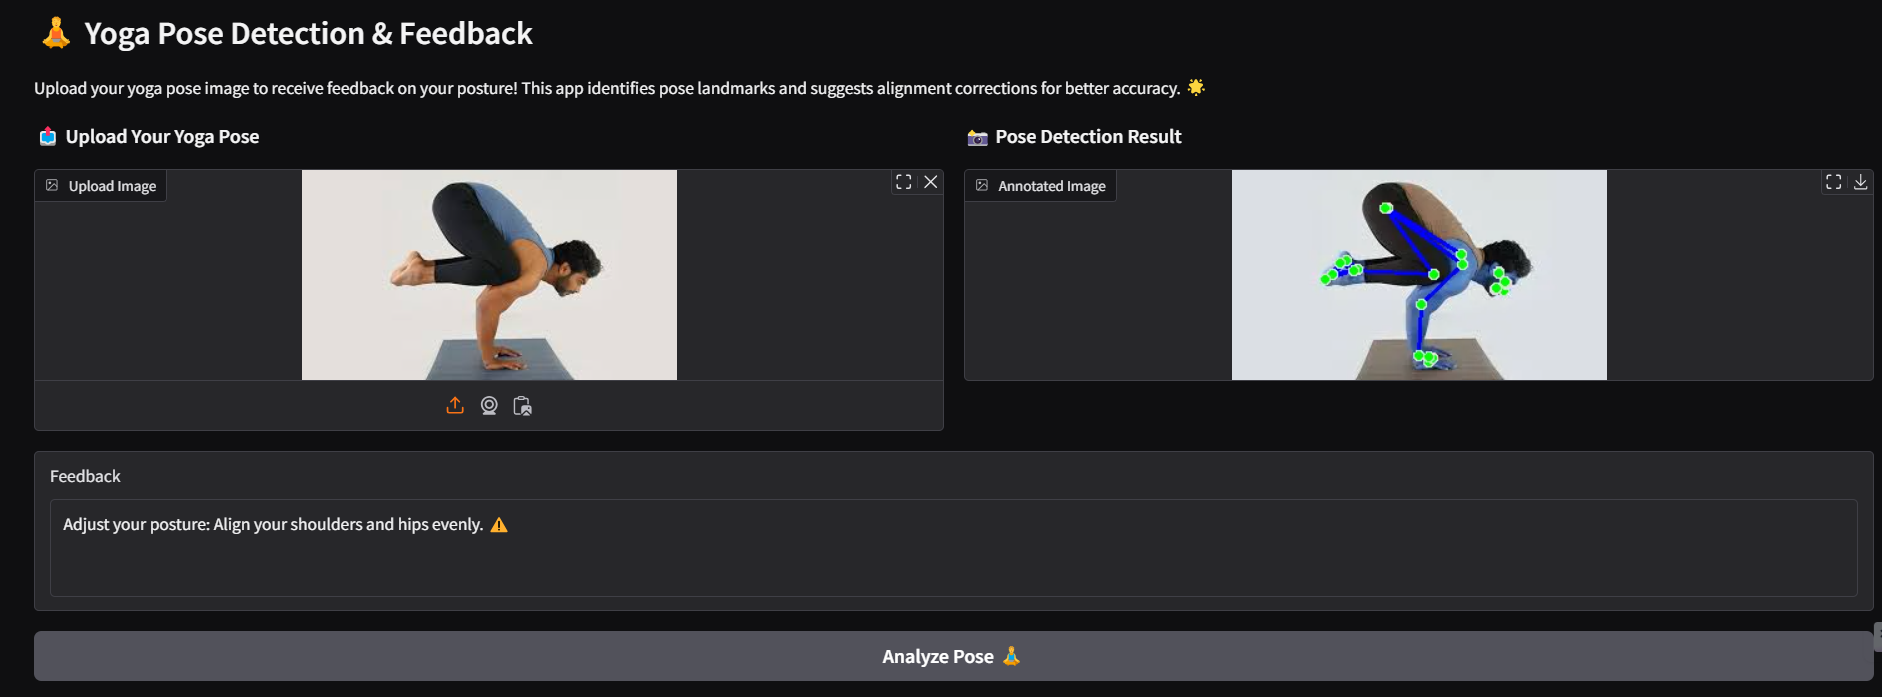 🧘 Yoga Pose Detection & Feedback
Upload your yoga pose image to receive feedback on your posture! This app identifies pose landmarks and suggests alignment corrections for better accuracy. 🌟
📤 Upload Your Yoga Pose
📸 Pose Detection Result
Upload Image
Annotated Image
Feedback
Adjust your posture: Align your shoulders and hips evenly. ⚠️
Analyze Pose 🧘